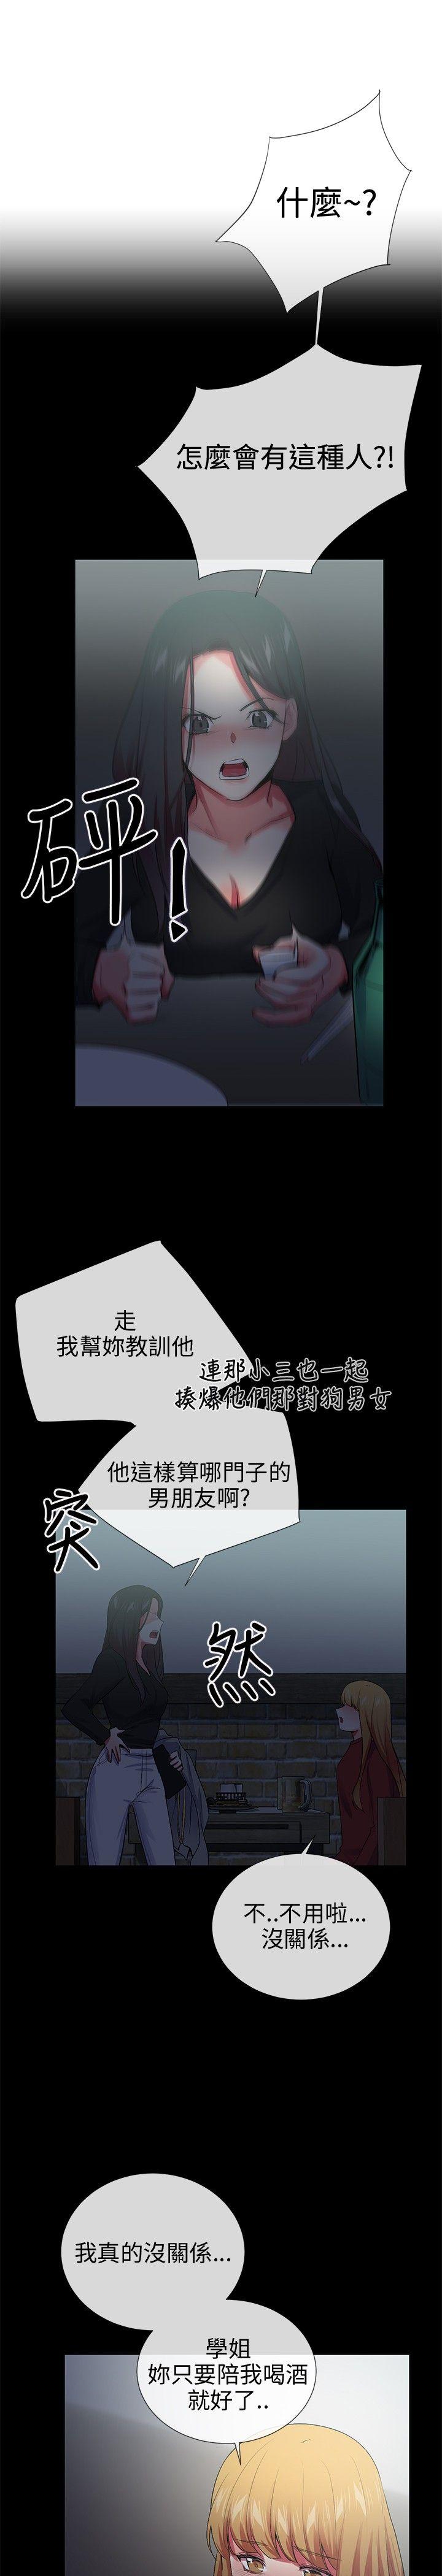 什麼~?
怎麼會有這種人?!
砰!
走
我幫妳教訓他
連那小三也一起
揍爆他們那對狗男女
他這樣算哪門子的
男朋友啊?
突
然
不..不用啦...
沒關係...
我真的沒關係...
學姐
妳只要陪我喝酒
就好了..